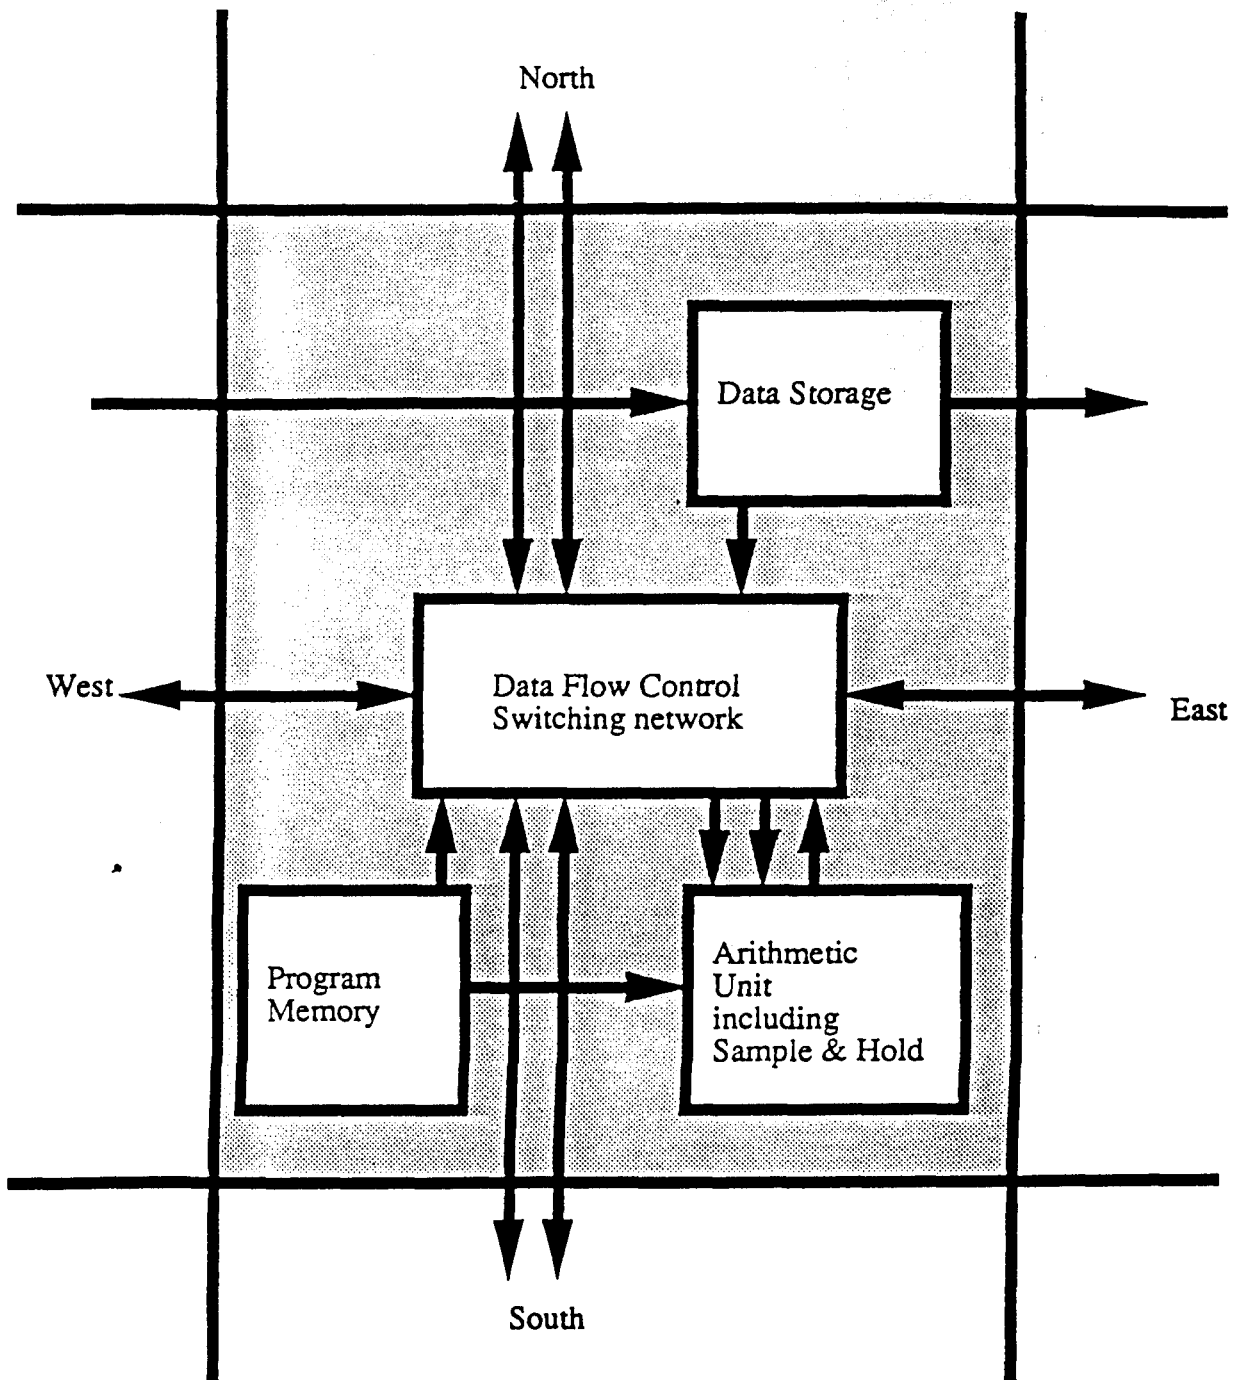 North
Data Storage
West
Data Flow Control
Switching network
East
Program
Memory
Arithmetic
Unit
including
Sample & Hold
South